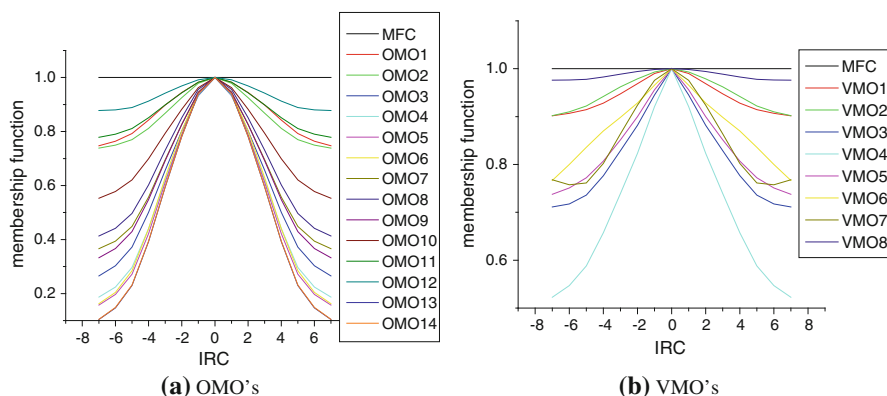 membership function
1.0
0.8
0.6
0.4
0.2
-8 -6 -4 -2 0 2 4 6
IRC
MFC
OMO1
OMO2
OMO3
OMO4
OMO5
OMO6
OMO7
OMO8
OMO9
OMO10
OMO11
OMO12
OMO13
OMO14
(a) OMO's
membership function
1.0
0.8
0.6
-8 -6 -4 -2 0 2 4 6 8
IRC
MFC
VMO1
VMO2
VMO3
VMO4
VMO5
VMO6
VMO7
VMO8
(b) VMO's